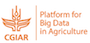 CGIAR
Platform for
Big Data
in Agriculture